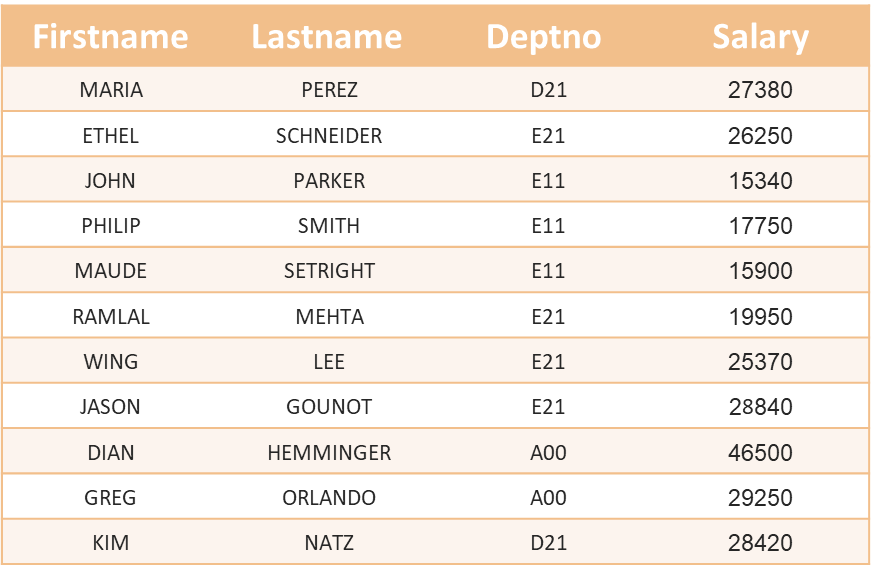 Firstname Lastname Deptno Salary
MARIA PEREZ D21 27380
ETHEL SCHNEIDER E21 26250
JOHN PARKER E11 15340
PHILIP SMITH E11 17750
MAUDE SETRIGHT E11 15900
RAMLAL MEHTA E21 19950
WING LEE E21 25370
JASON GOUNOT E21 28840
DIAN HEMMINGER A00 46500
GREG ORLANDO A00 29250
KIM NATZ D21 28420